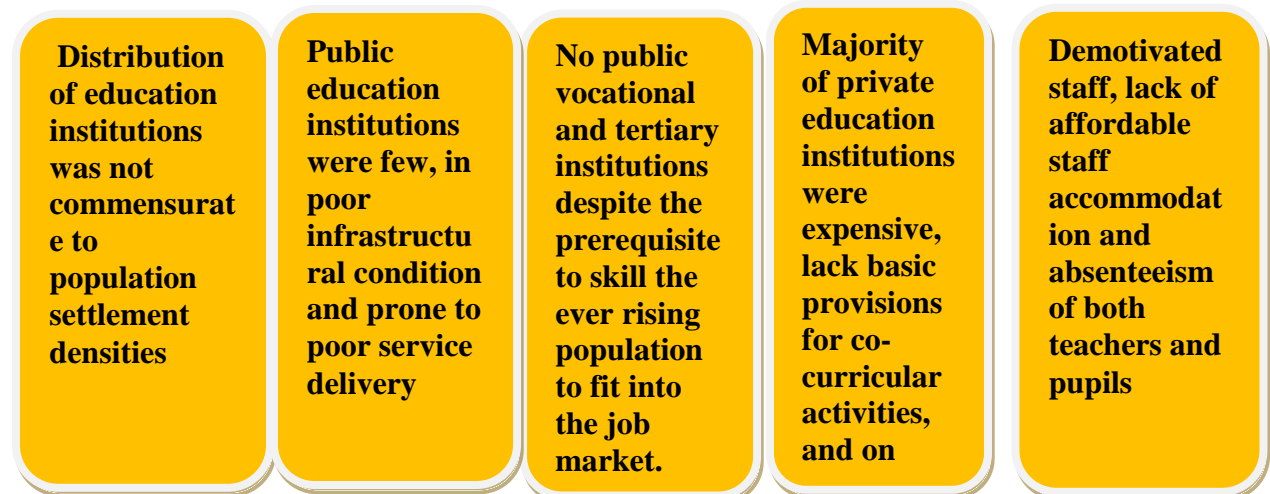 Distribution
of education
institutions
was not
commensurat
e to
population
settlement
densities
Public
education
institutions
were few, in
poor
infrastructu
ral condition
and prone to
poor service
delivery
No public
vocational
and tertiary
institutions
despite the
prerequisite
to skill the
ever rising
population
to fit into
the job
market.
Majority
of private
education
institutions
were
expensive,
lack basic
provisions
for co-
curricular
activities,
and on
Demotivated
staff, lack of
affordable
staff
accommodat
ion and
absenteeism
of both
teachers and
pupils